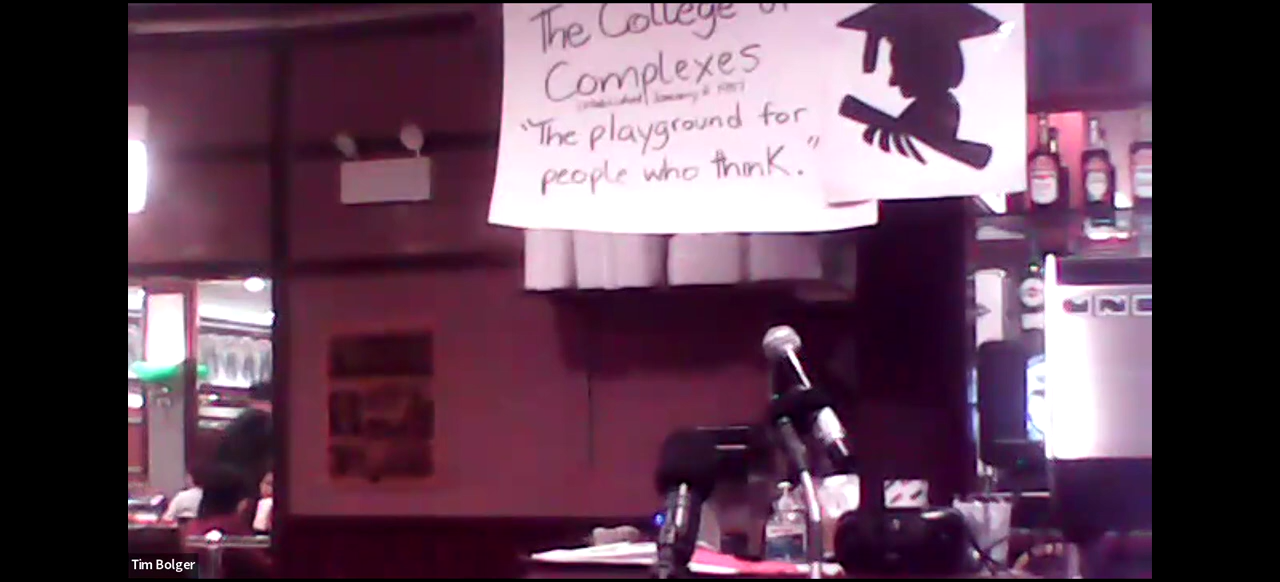 The College of
Complexes
"The playground for
people who think."
Tim Bolger